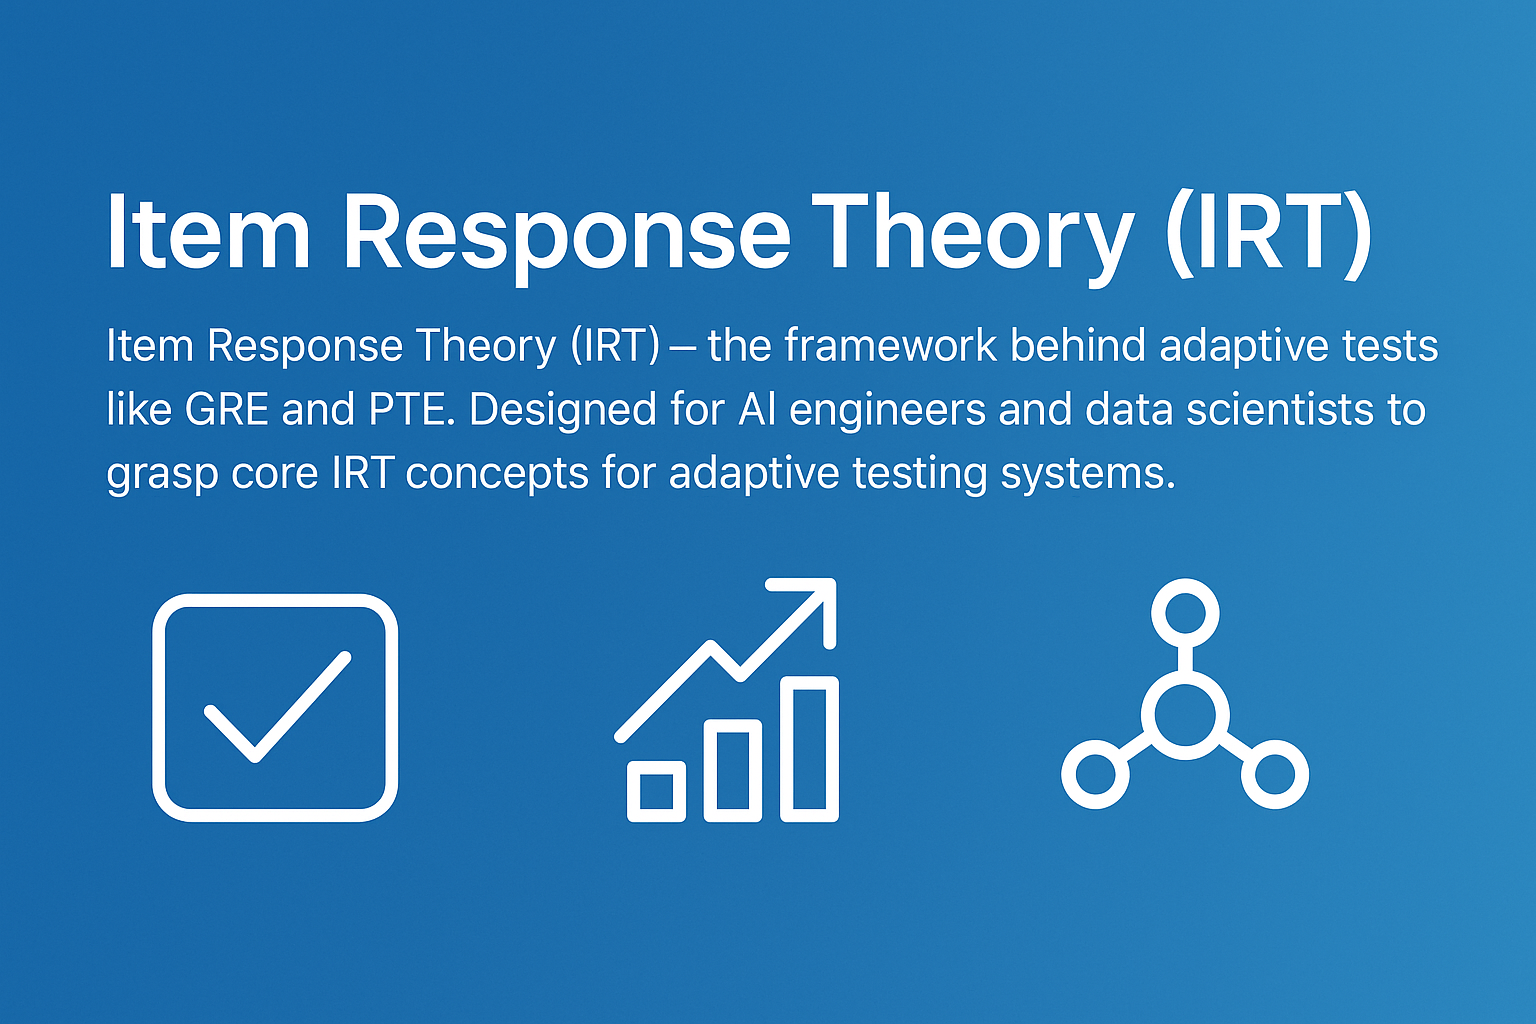 Item Response Theory (IRT)
Item Response Theory (IRT) – the framework behind adaptive tests
like GRE and PTE. Designed for AI engineers and data scientists to
grasp core IRT concepts for adaptive testing systems.